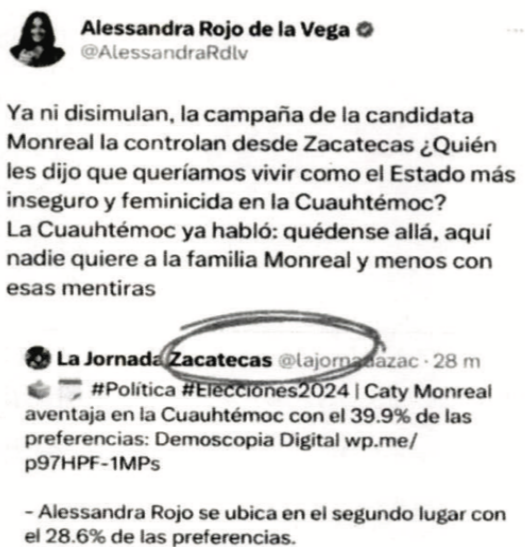 Alessandra Rojo de la Vega
@AlessandraRdlv
Ya ni disimulan, la campaña de la candidata
Monreal la controlan desde Zacatecas ¿Quién
les dijo que queríamos vivir como el Estado más
inseguro y feminicida en la Cuauhtémoc?
La Cuauhtémoc ya habló: quédense allá, aquí
nadie quiere a la familia Monreal y menos con
esas mentiras
La Jornada Zacatecas @lajornadazac · 28 m
#Política #Elecciones2024 | Caty Monreal
aventaja en la Cuauhtémoc con el 39.9% de las
preferencias: Demoscopia Digital wp.me/
p97HPF-1MPs
- Alessandra Rojo se ubica en el segundo lugar con
el 28.6% de las preferencias.